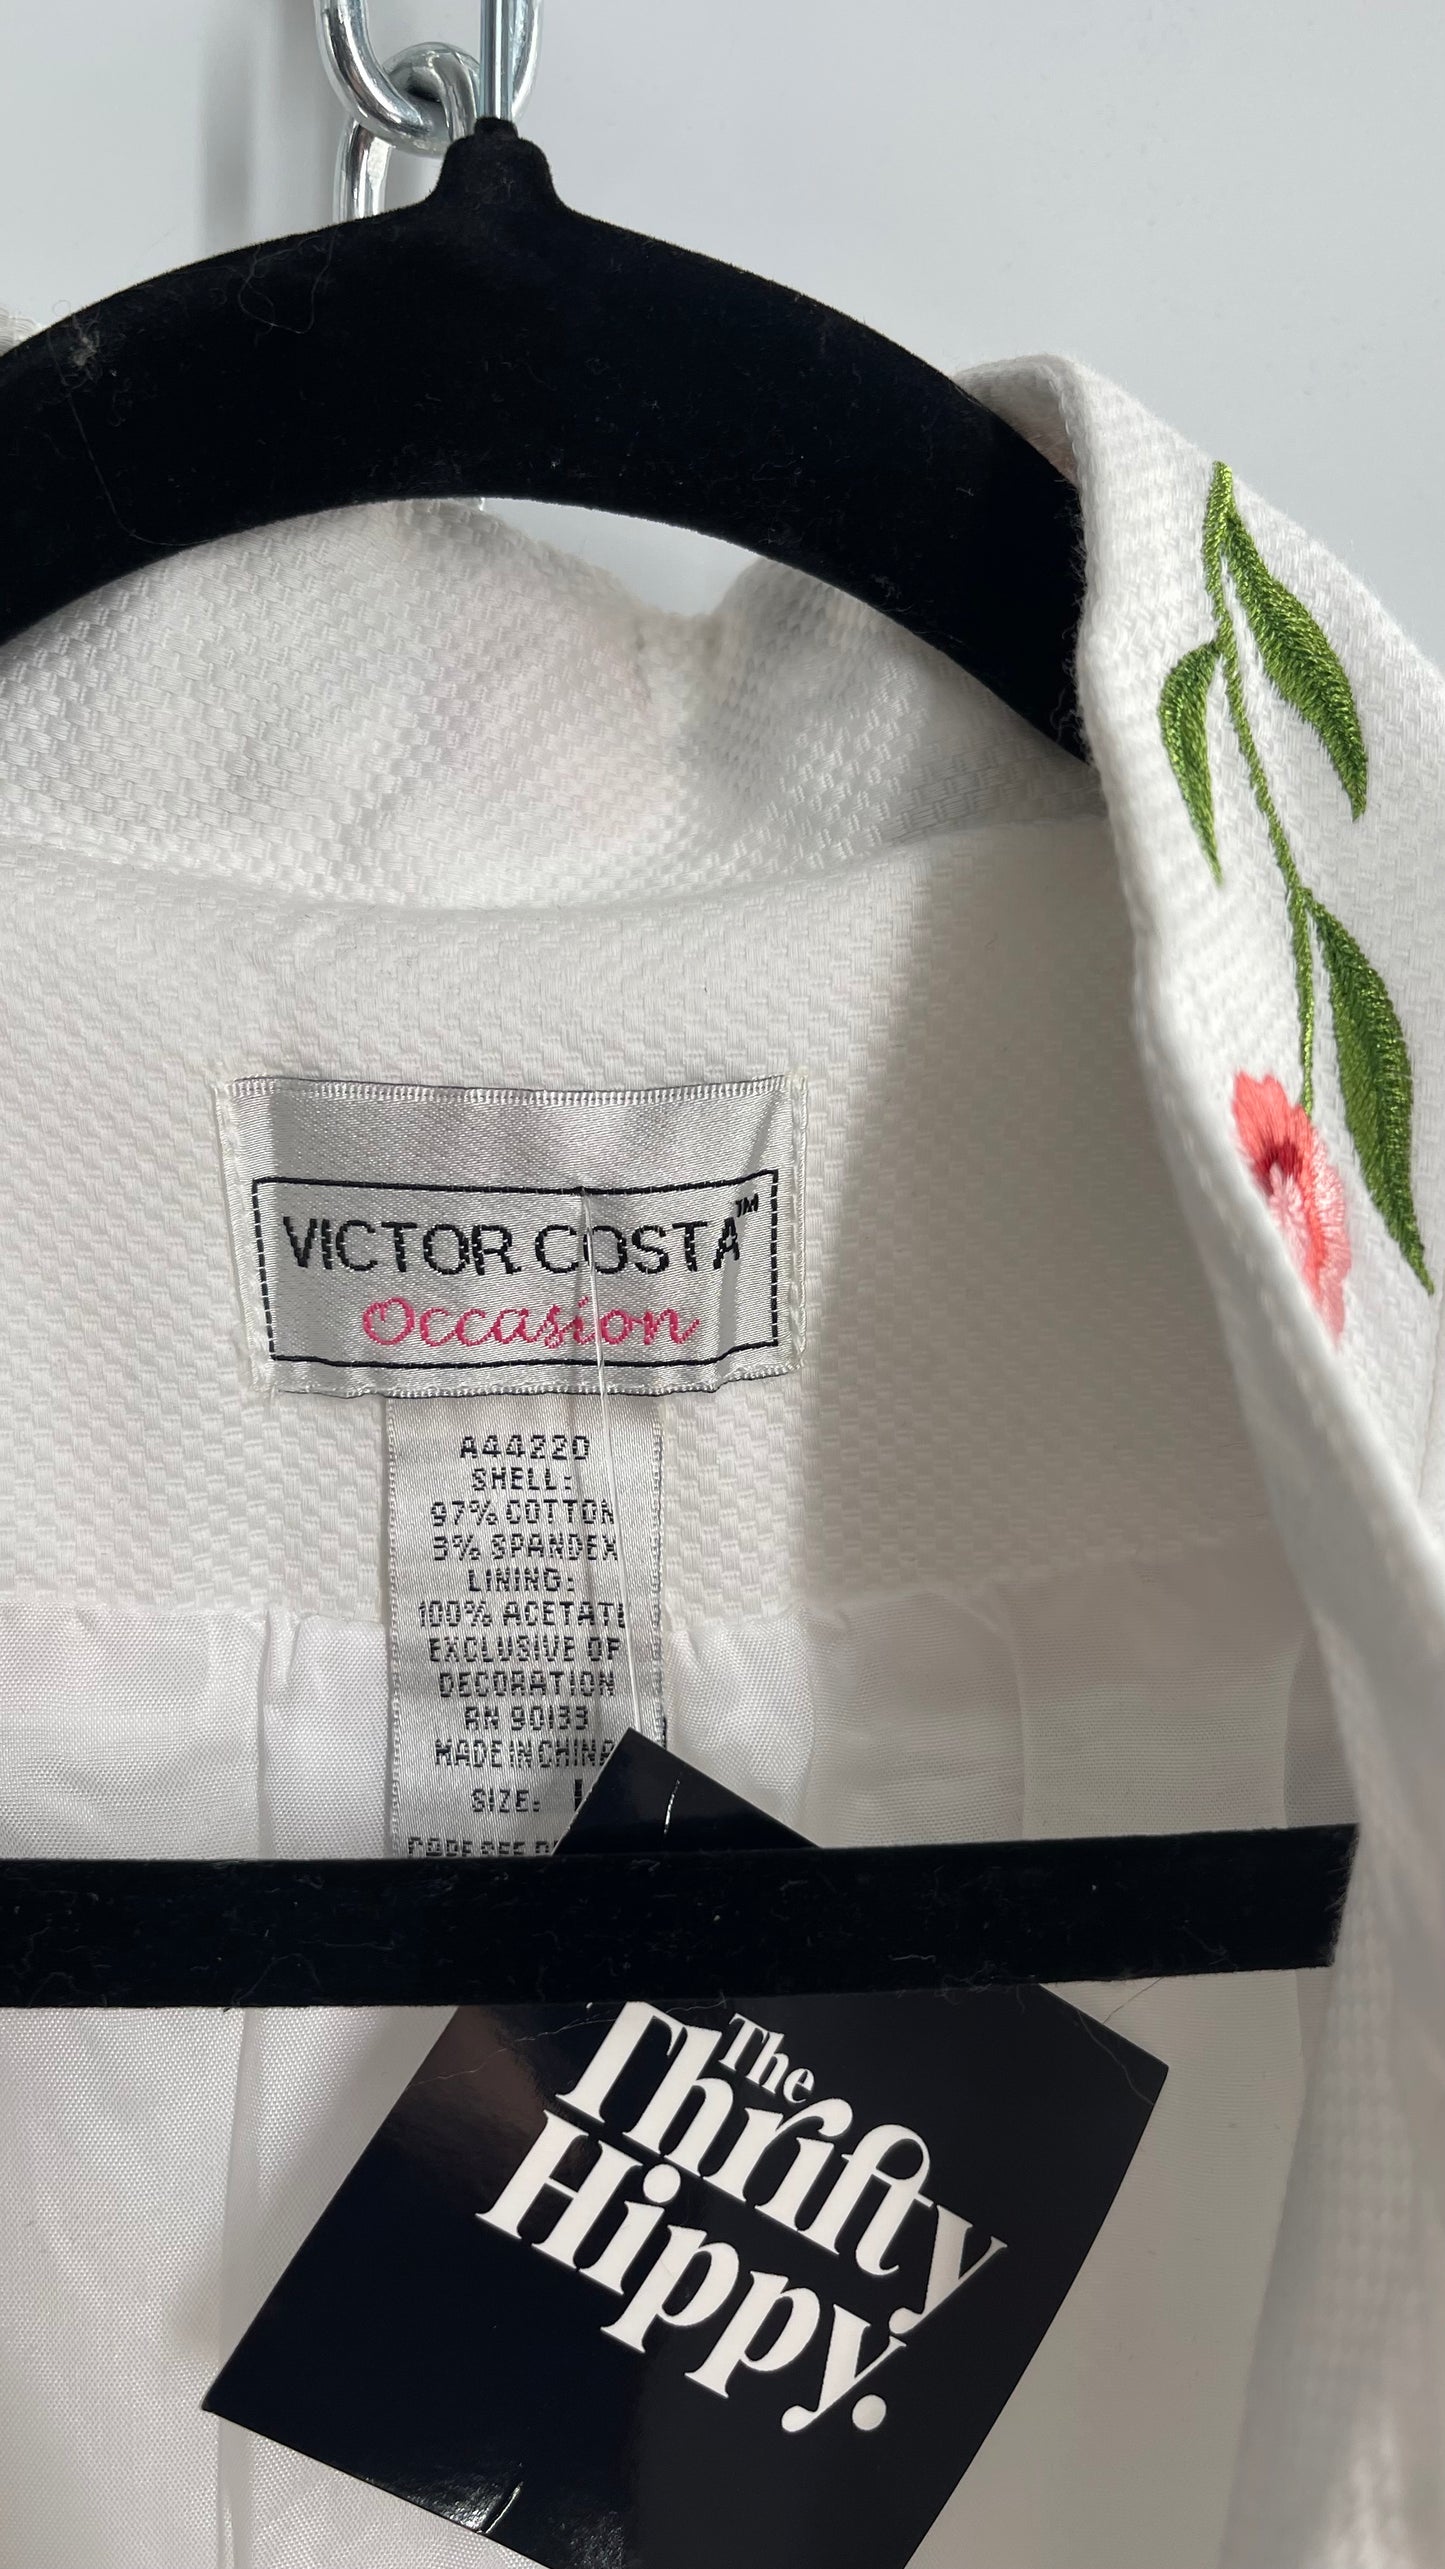 VICTOR COSTA™
Occasion
A44220
SHELL:
97% COTTON
3% SPANDEX
LINING:
100% ACETATE
EXCLUSIVE OF
DECORATION
RN 90133
MADE IN CHINA
SIZE:
The
Thrifty
Hippy.